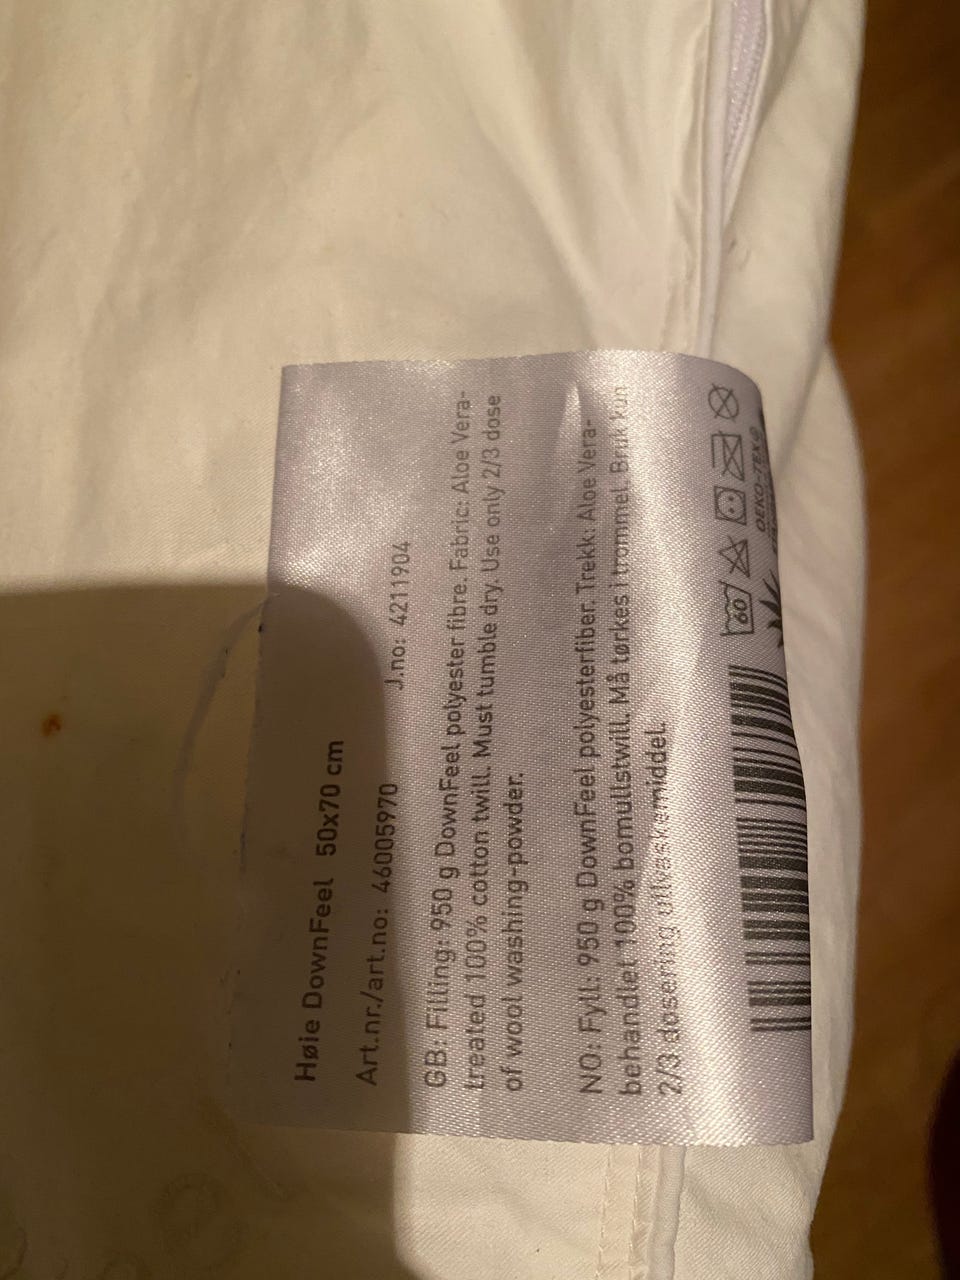 Høie DownFeel 50x70 cm
Art.nr./art.no: 46005970 J.no: 4211904
GB: Filling: 950 g DownFeel polyester fibre. Fabric: Aloe Vera-
treated 100% cotton twill. Must tumble dry. Use only 2/3 dose
of wool washing-powder.
NO: Fyll: 950 g DownFeel polyesterfiber. Trekk: Aloe Vera-
behandlet 100% bomullstwill. Må tørkes i trommel. Bruk kun
2/3 dosering ullvaskemiddel.
60
OEKO-TEX®